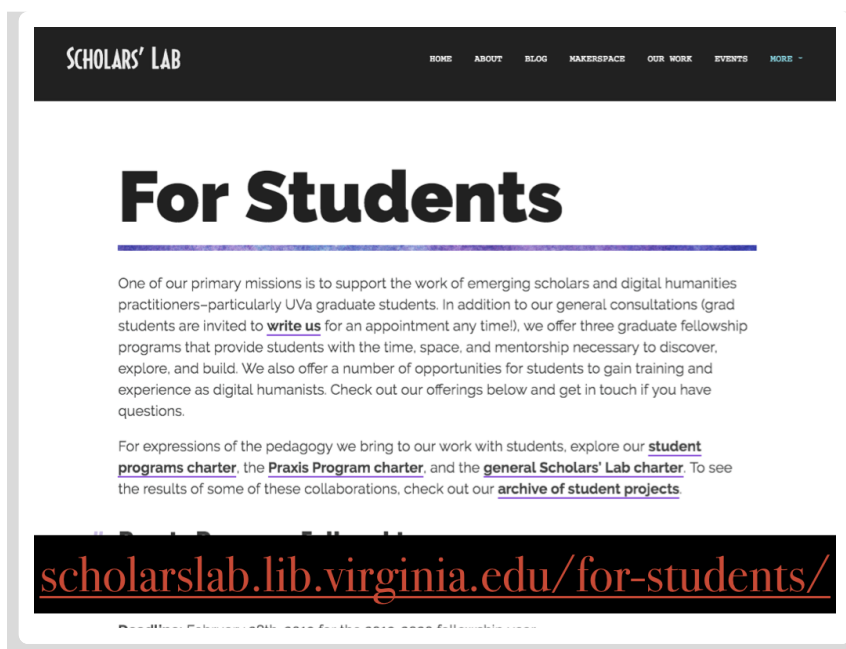 SCHOLARS' LAB
HOME ABOUT BLOG MAKERSPACE OUR WORK EVENTS MORE
For Students
One of our primary missions is to support the work of emerging scholars and digital humanities
practitioners–particularly UVa graduate students. In addition to our general consultations (grad
students are invited to write us for an appointment any time!), we offer three graduate fellowship
programs that provide students with the time, space, and mentorship necessary to discover,
explore, and build. We also offer a number of opportunities for students to gain training and
experience as digital humanists. Check out our offerings below and get in touch if you have
questions.
For expressions of the pedagogy we bring to our work with students, explore our student
programs charter, the Praxis Program charter, and the general Scholars' Lab charter. To see
the results of some of these collaborations, check out our archive of student projects.
scholarslab.lib.virginia.edu/for-students/